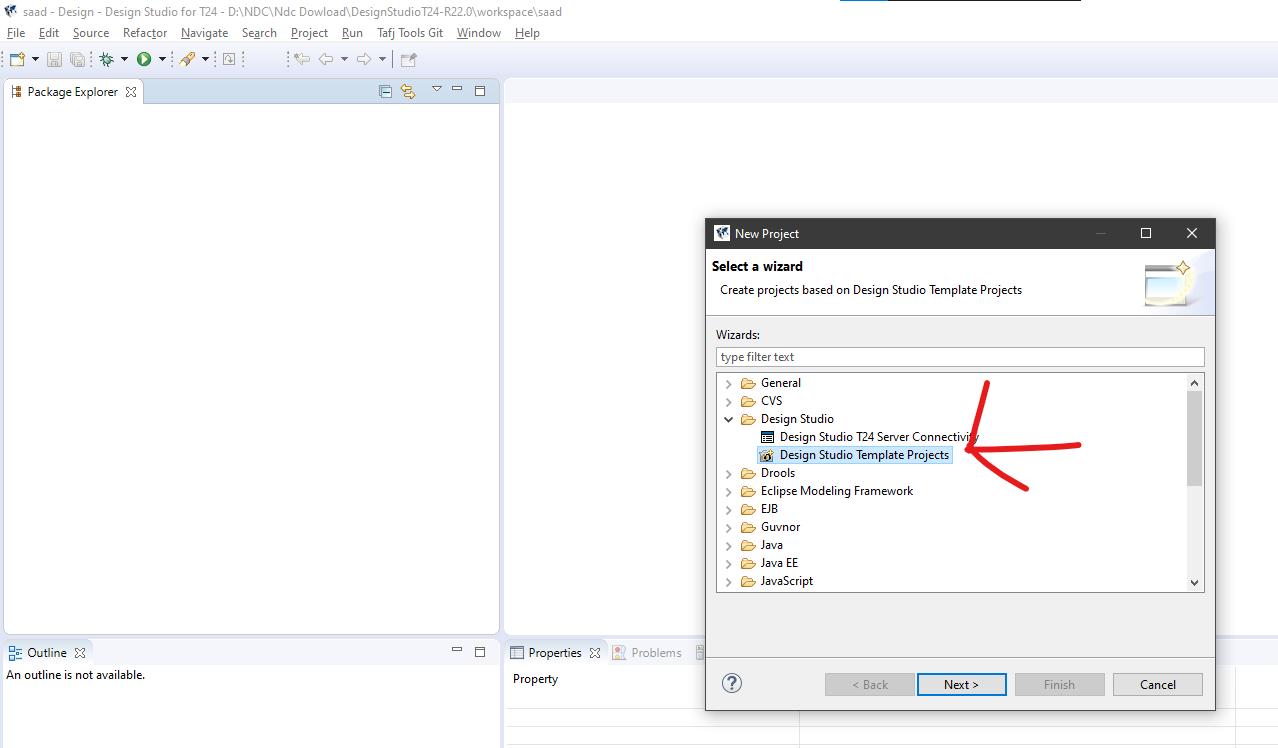 saad - Design - Design Studio for T24 - D:\NDC\Ndc Dowload\DesignStudioT24-R22.0\workspace\saad
File Edit Source Refactor Navigate Search Project Run Tafj Tools Git Window Help
Package Explorer
New Project
Select a wizard
Create projects based on Design Studio Template Projects
Wizards:
type filter text
General
CVS
Design Studio
Design Studio T24 Server Connectivity
Design Studio Template Projects
Drools
Eclipse Modeling Framework
EJB
Guvnor
Java
Java EE
JavaScript
< Back Next > Finish Cancel
Outline
An outline is not available.
Properties Problems
Property